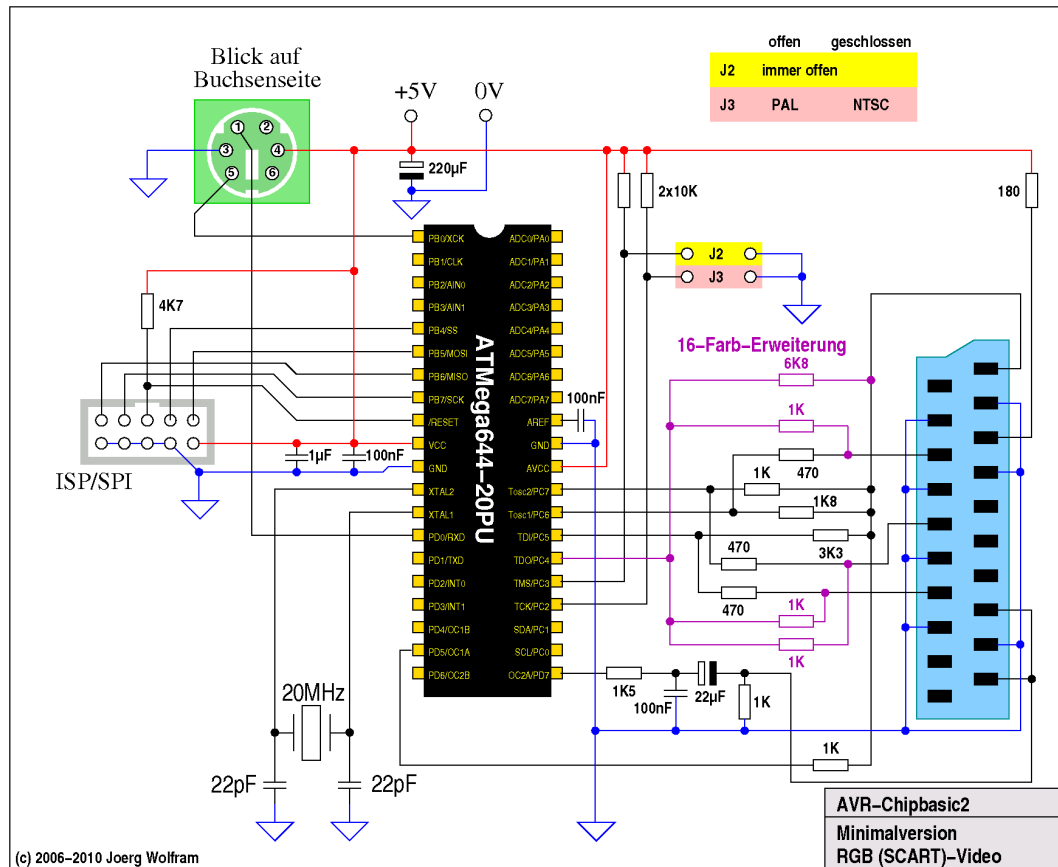 offen geschlossen
J2 immer offen
J3 PAL NTSC
Blick auf
Buchsenseite
+5V 0V
1 2
3 4
5 6
220µF
2x10K
180
J2
J3
4K7
ISP/SPI
1µF
100nF
100nF
ATMega644-20PU
PB0/XCK ADC0/PA0
PB1/CLK ADC1/PA1
PB2/AIN0 ADC2/PA2
PB3/AIN1 ADC3/PA3
PB4/SS ADC4/PA4
PB5/MOSI ADC5/PA5
PB6/MISO ADC6/PA6
PB7/SCK ADC7/PA7
/RESET AREF
VCC GND
GND AVCC
XTAL2 Tosc2/PC7
XTAL1 Tosc1/PC6
PD0/RXD TDI/PC5
PD1/TXD TDO/PC4
PD2/INT0 TMS/PC3
PD3/INT1 TCK/PC2
PD4/OC1B SDA/PC1
PD5/OC1A SCL/PC0
PD6/OC2B OC2A/PD7
16-Farb-Erweiterung
6K8
1K
470
1K
1K8
3K3
470
470
1K
1K
1K5
100nF
22µF
1K
1K
20MHz
22pF 22pF
AVR-Chipbasic2
Minimalversion
RGB (SCART)-Video
(c) 2006-2010 Joerg Wolfram